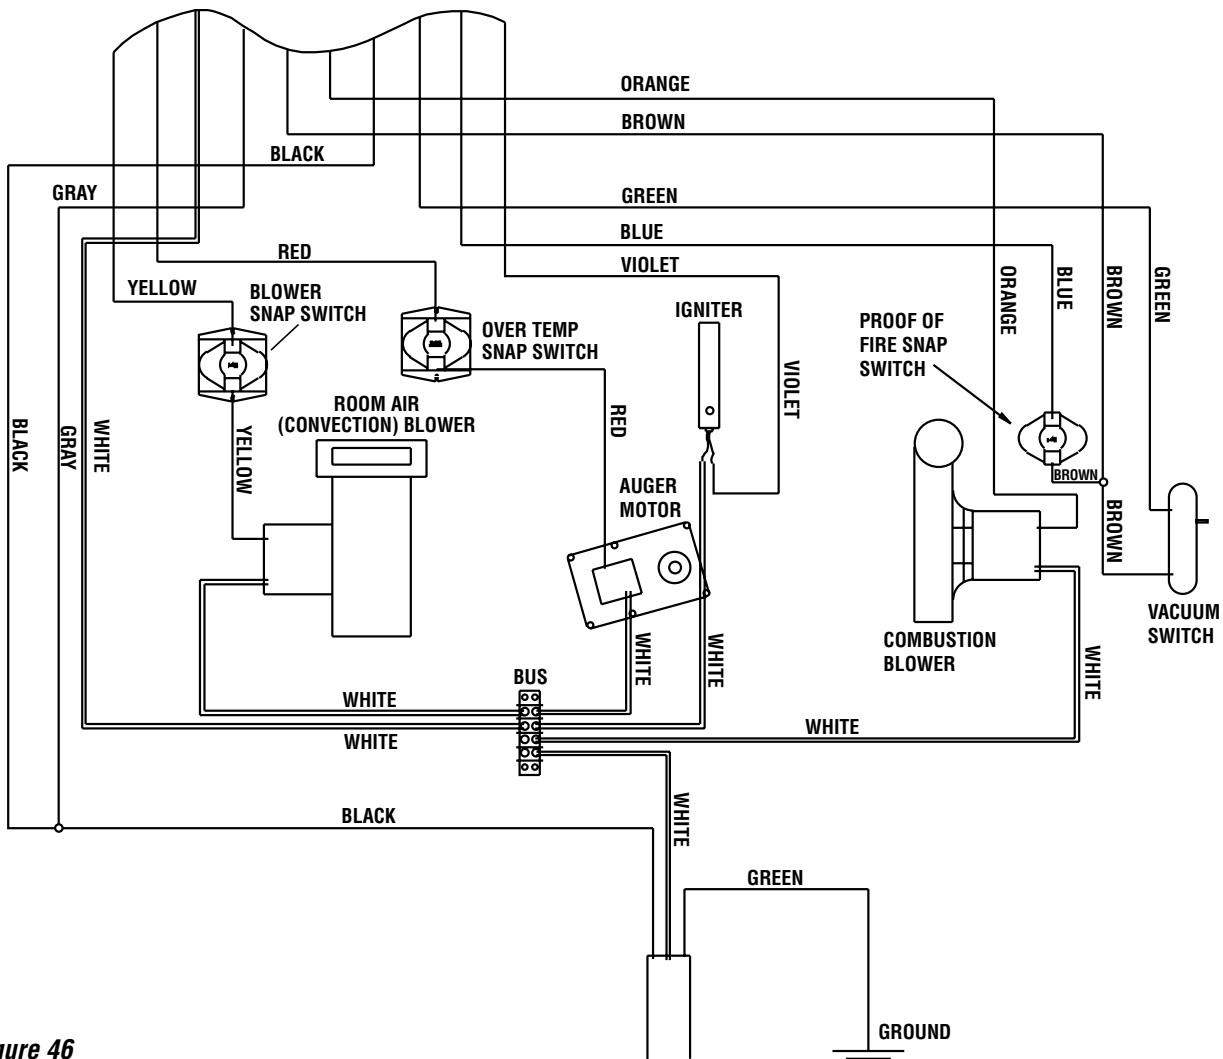 ORANGE
BROWN
BLACK
GRAY
GREEN
BLUE
RED
VIOLET
YELLOW
BLOWER
SNAP SWITCH
OVER TEMP
SNAP SWITCH
IGNITER
PROOF OF
FIRE SNAP
SWITCH
ORANGE
BLUE
BROWN
GREEN
VIOLET
ROOM AIR
(CONVECTION) BLOWER
BLACK
GRAY
WHITE
YELLOW
RED
AUGER
MOTOR
BROWN
BROWN
VACUUM
SWITCH
COMBUSTION
BLOWER
WHITE
WHITE
WHITE
BUS
WHITE
WHITE
WHITE
BLACK
WHITE
GREEN
GROUND
gure 46